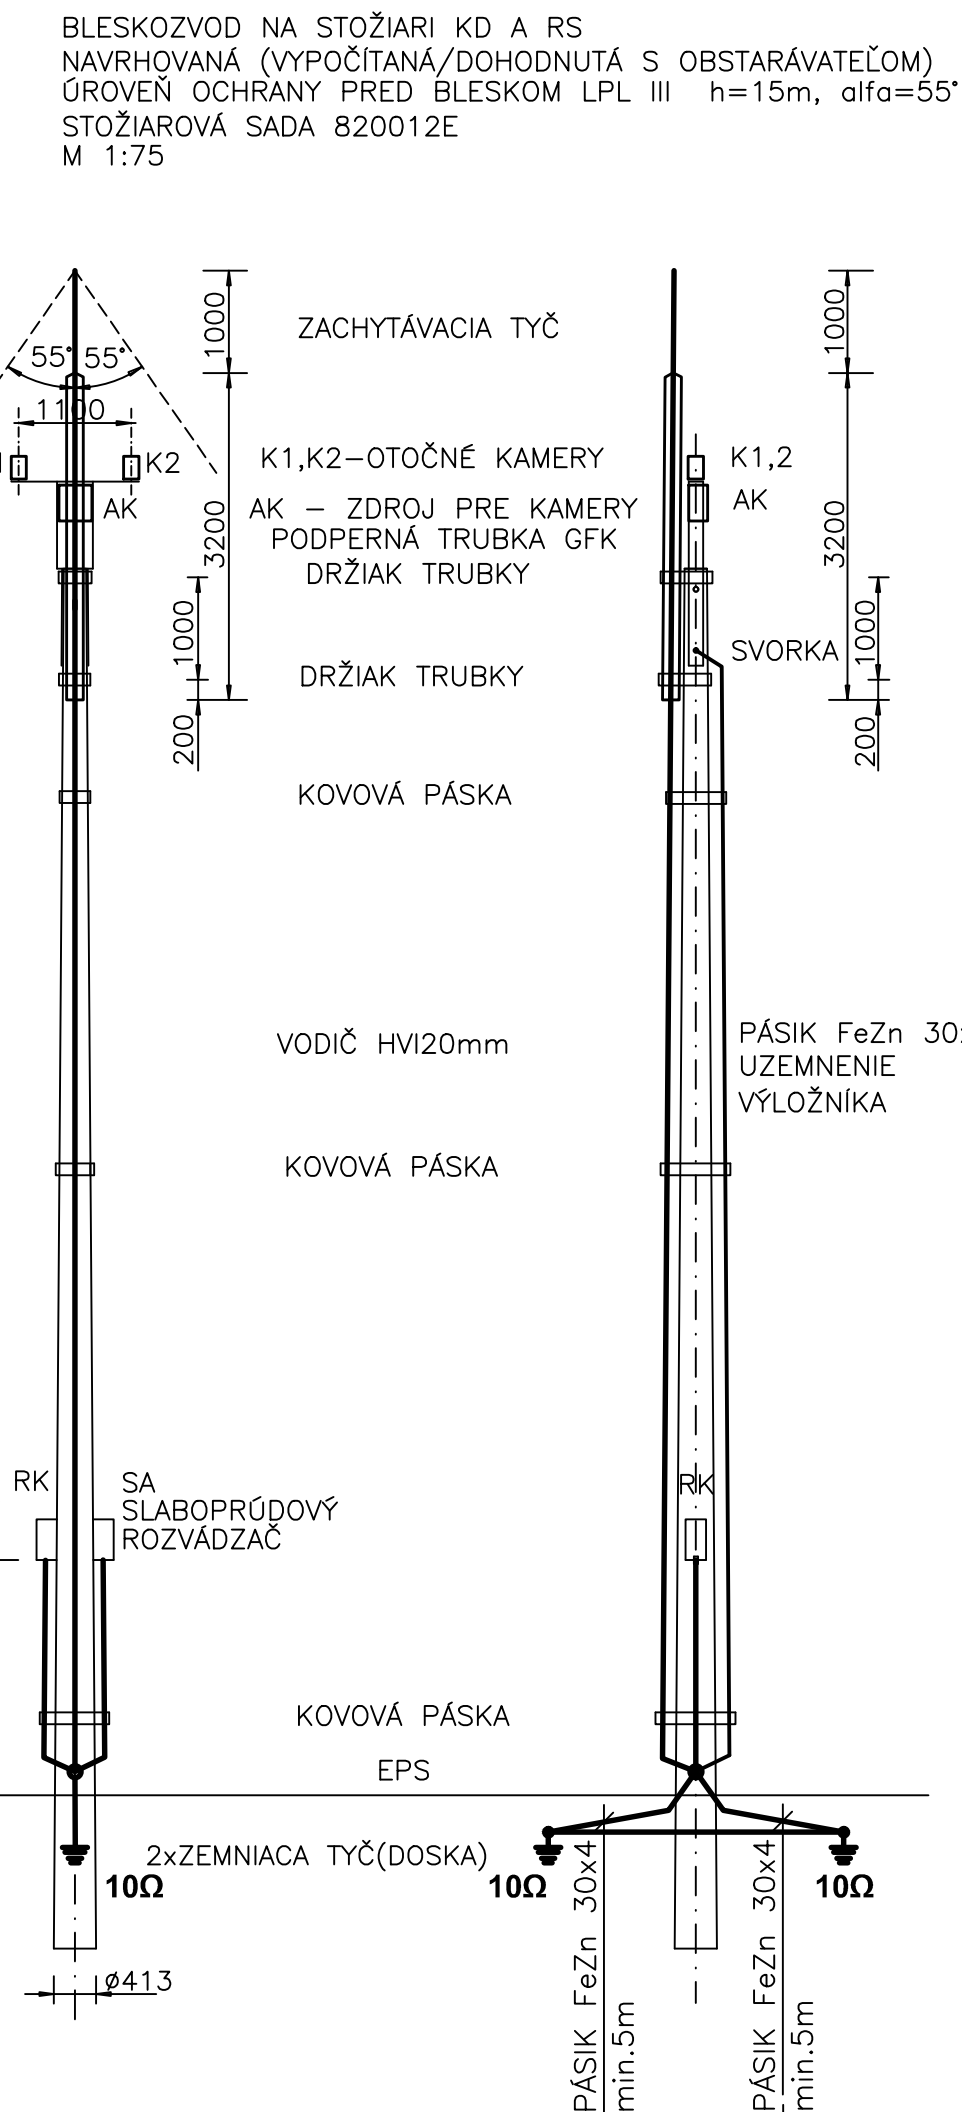 BLESKOZVOD NA STOŽIARI KD A RS
NAVRHOVANÁ (VYPOČÍTANÁ/DOHODNUTÁ S OBSTARÁVATEĽOM)
ÚROVEŇ OCHRANY PRED BLESKOM LPL III h=15m, alfa=55°
STOŽIAROVÁ SADA 820012E
M 1:75
1000
ZACHYTÁVACIA TYČ
1000
55° 55°
1100
K2
K1,K2-OTOČNÉ KAMERY
K1,2
AK
AK - ZDROJ PRE KAMERY
AK
3200
PODPERNÁ TRUBKA GFK
3200
DRŽIAK TRUBKY
1000
1000
SVORKA
DRŽIAK TRUBKY
200
200
KOVOVÁ PÁSKA
VODIČ HVI20mm
PÁSIK FeZn
UZEMNENIE
VÝLOŽNÍKA
KOVOVÁ PÁSKA
RK
SA
SLABOPRÚDOVÝ
ROZVÁDZAČ
RK
KOVOVÁ PÁSKA
EPS
2xZEMNIACA TYČ(DOSKA)
10Ω
10Ω
10Ω
ø413
PÁSIK FeZn 30x4
min.5m
PÁSIK FeZn 30x4
min.5m